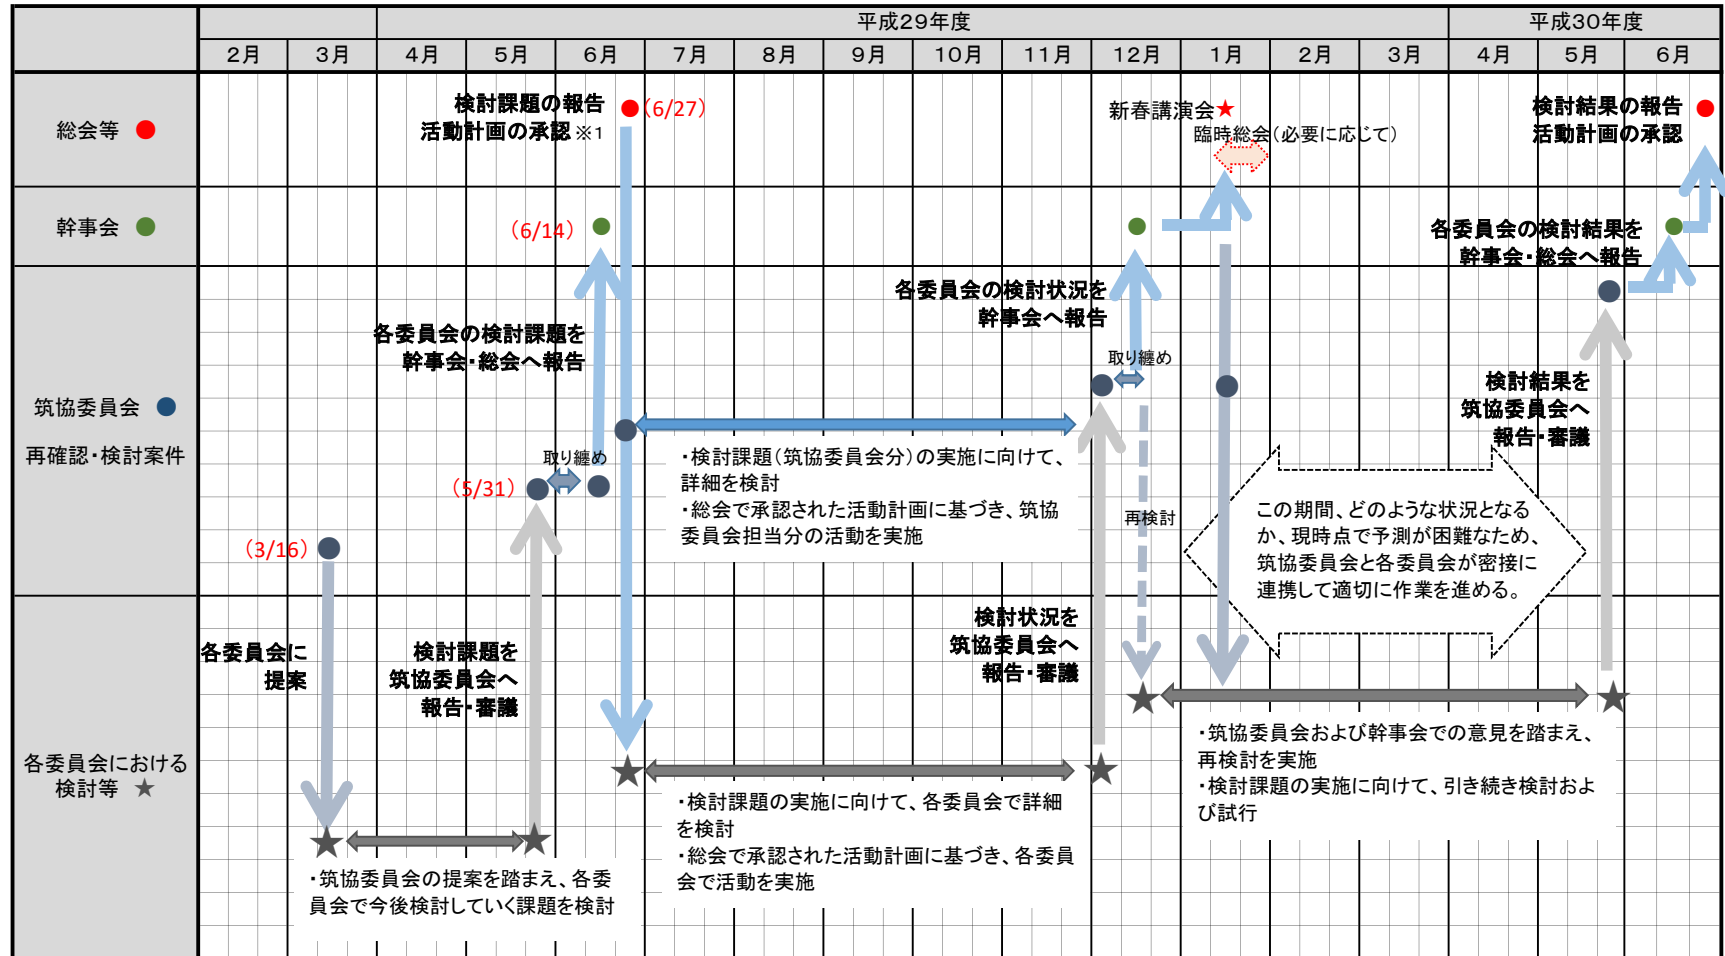 平成29年度
平成30年度
2月
3月
4月
5月
6月
7月
8月
9月
10月
11月
12月
1月
2月
3月
4月
5月
6月
総会等
検討課題の報告
活動計画の承認 ※1
(6/27)
新春講演会
臨時総会(必要に応じて)
検討結果の報告
活動計画の承認
幹事会
(6/14)
各委員会の検討結果を
幹事会・総会へ報告
筑協委員会
再確認・検討案件
各委員会の検討課題を
幹事会・総会へ報告
各委員会の検討状況を
幹事会へ報告
取り纏め
検討結果を
筑協委員会へ
報告・審議
取り纏め
(5/31)
(3/16)
・検討課題(筑協委員会分)の実施に向けて、
詳細を検討
・総会で承認された活動計画に基づき、筑協
委員会担当分の活動を実施
再検討
この期間、どのような状況となる
か、現時点で予測が困難なため、
筑協委員会と各委員会が密接に
連携して適切に作業を進める。
各委員会における
検討等
各委員会に
提案
検討課題を
筑協委員会へ
報告・審議
検討状況を
筑協委員会へ
報告・審議
・筑協委員会の提案を踏まえ、各委
員会で今後検討していく課題を検討
・検討課題の実施に向けて、各委員会で詳細
を検討
・総会で承認された活動計画に基づき、各委員
会で活動を実施
・筑協委員会および幹事会での意見を踏まえ、
再検討を実施
・検討課題の実施に向けて、引き続き検討およ
び試行